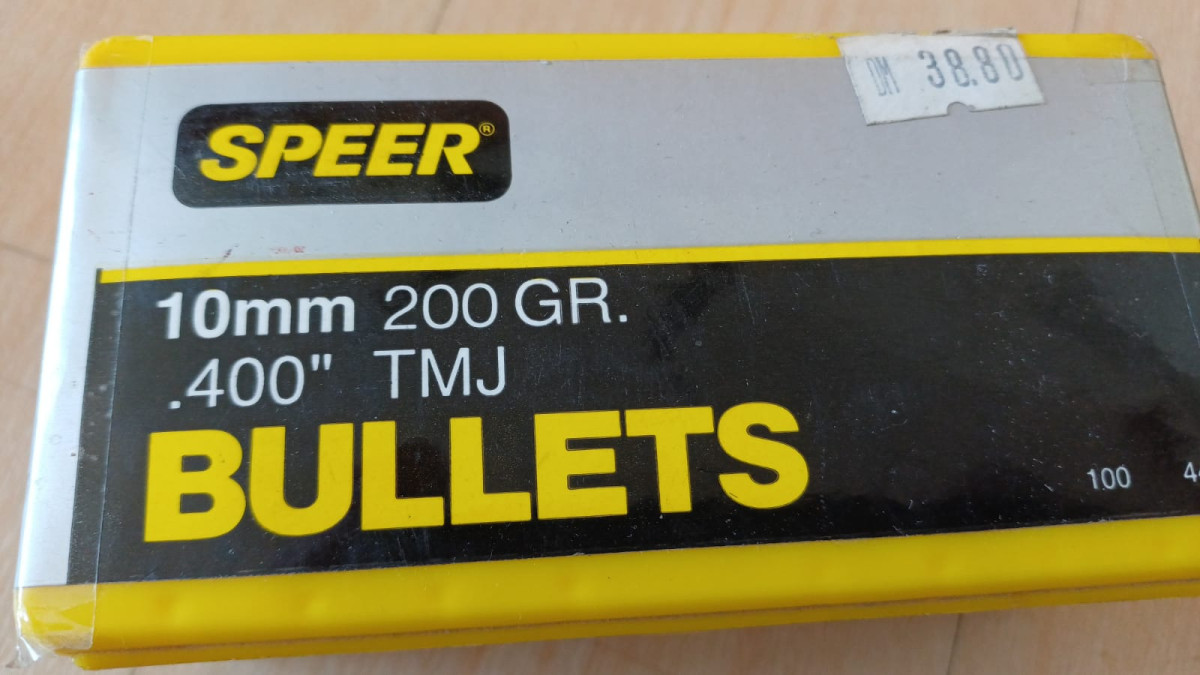 DM 38.80
SPEER®
10mm 200 GR.
.400" TMJ
BULLETS
100